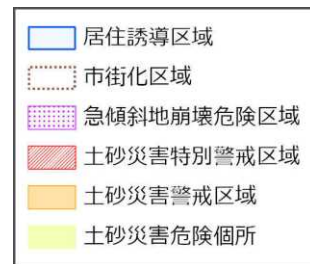 居住誘導区域
市街化区域
急傾斜地崩壊危険区域
土砂災害特別警戒区域
土砂災害警戒区域
土砂災害危険個所